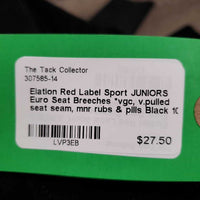 The Tack Collector
307585-14
Elation Red Label Sport JUNIORS
Euro Seat Breeches *vgc, v.pulled
seat seam, mnr rubs & pills Black 10
LVP3EB
$27.50